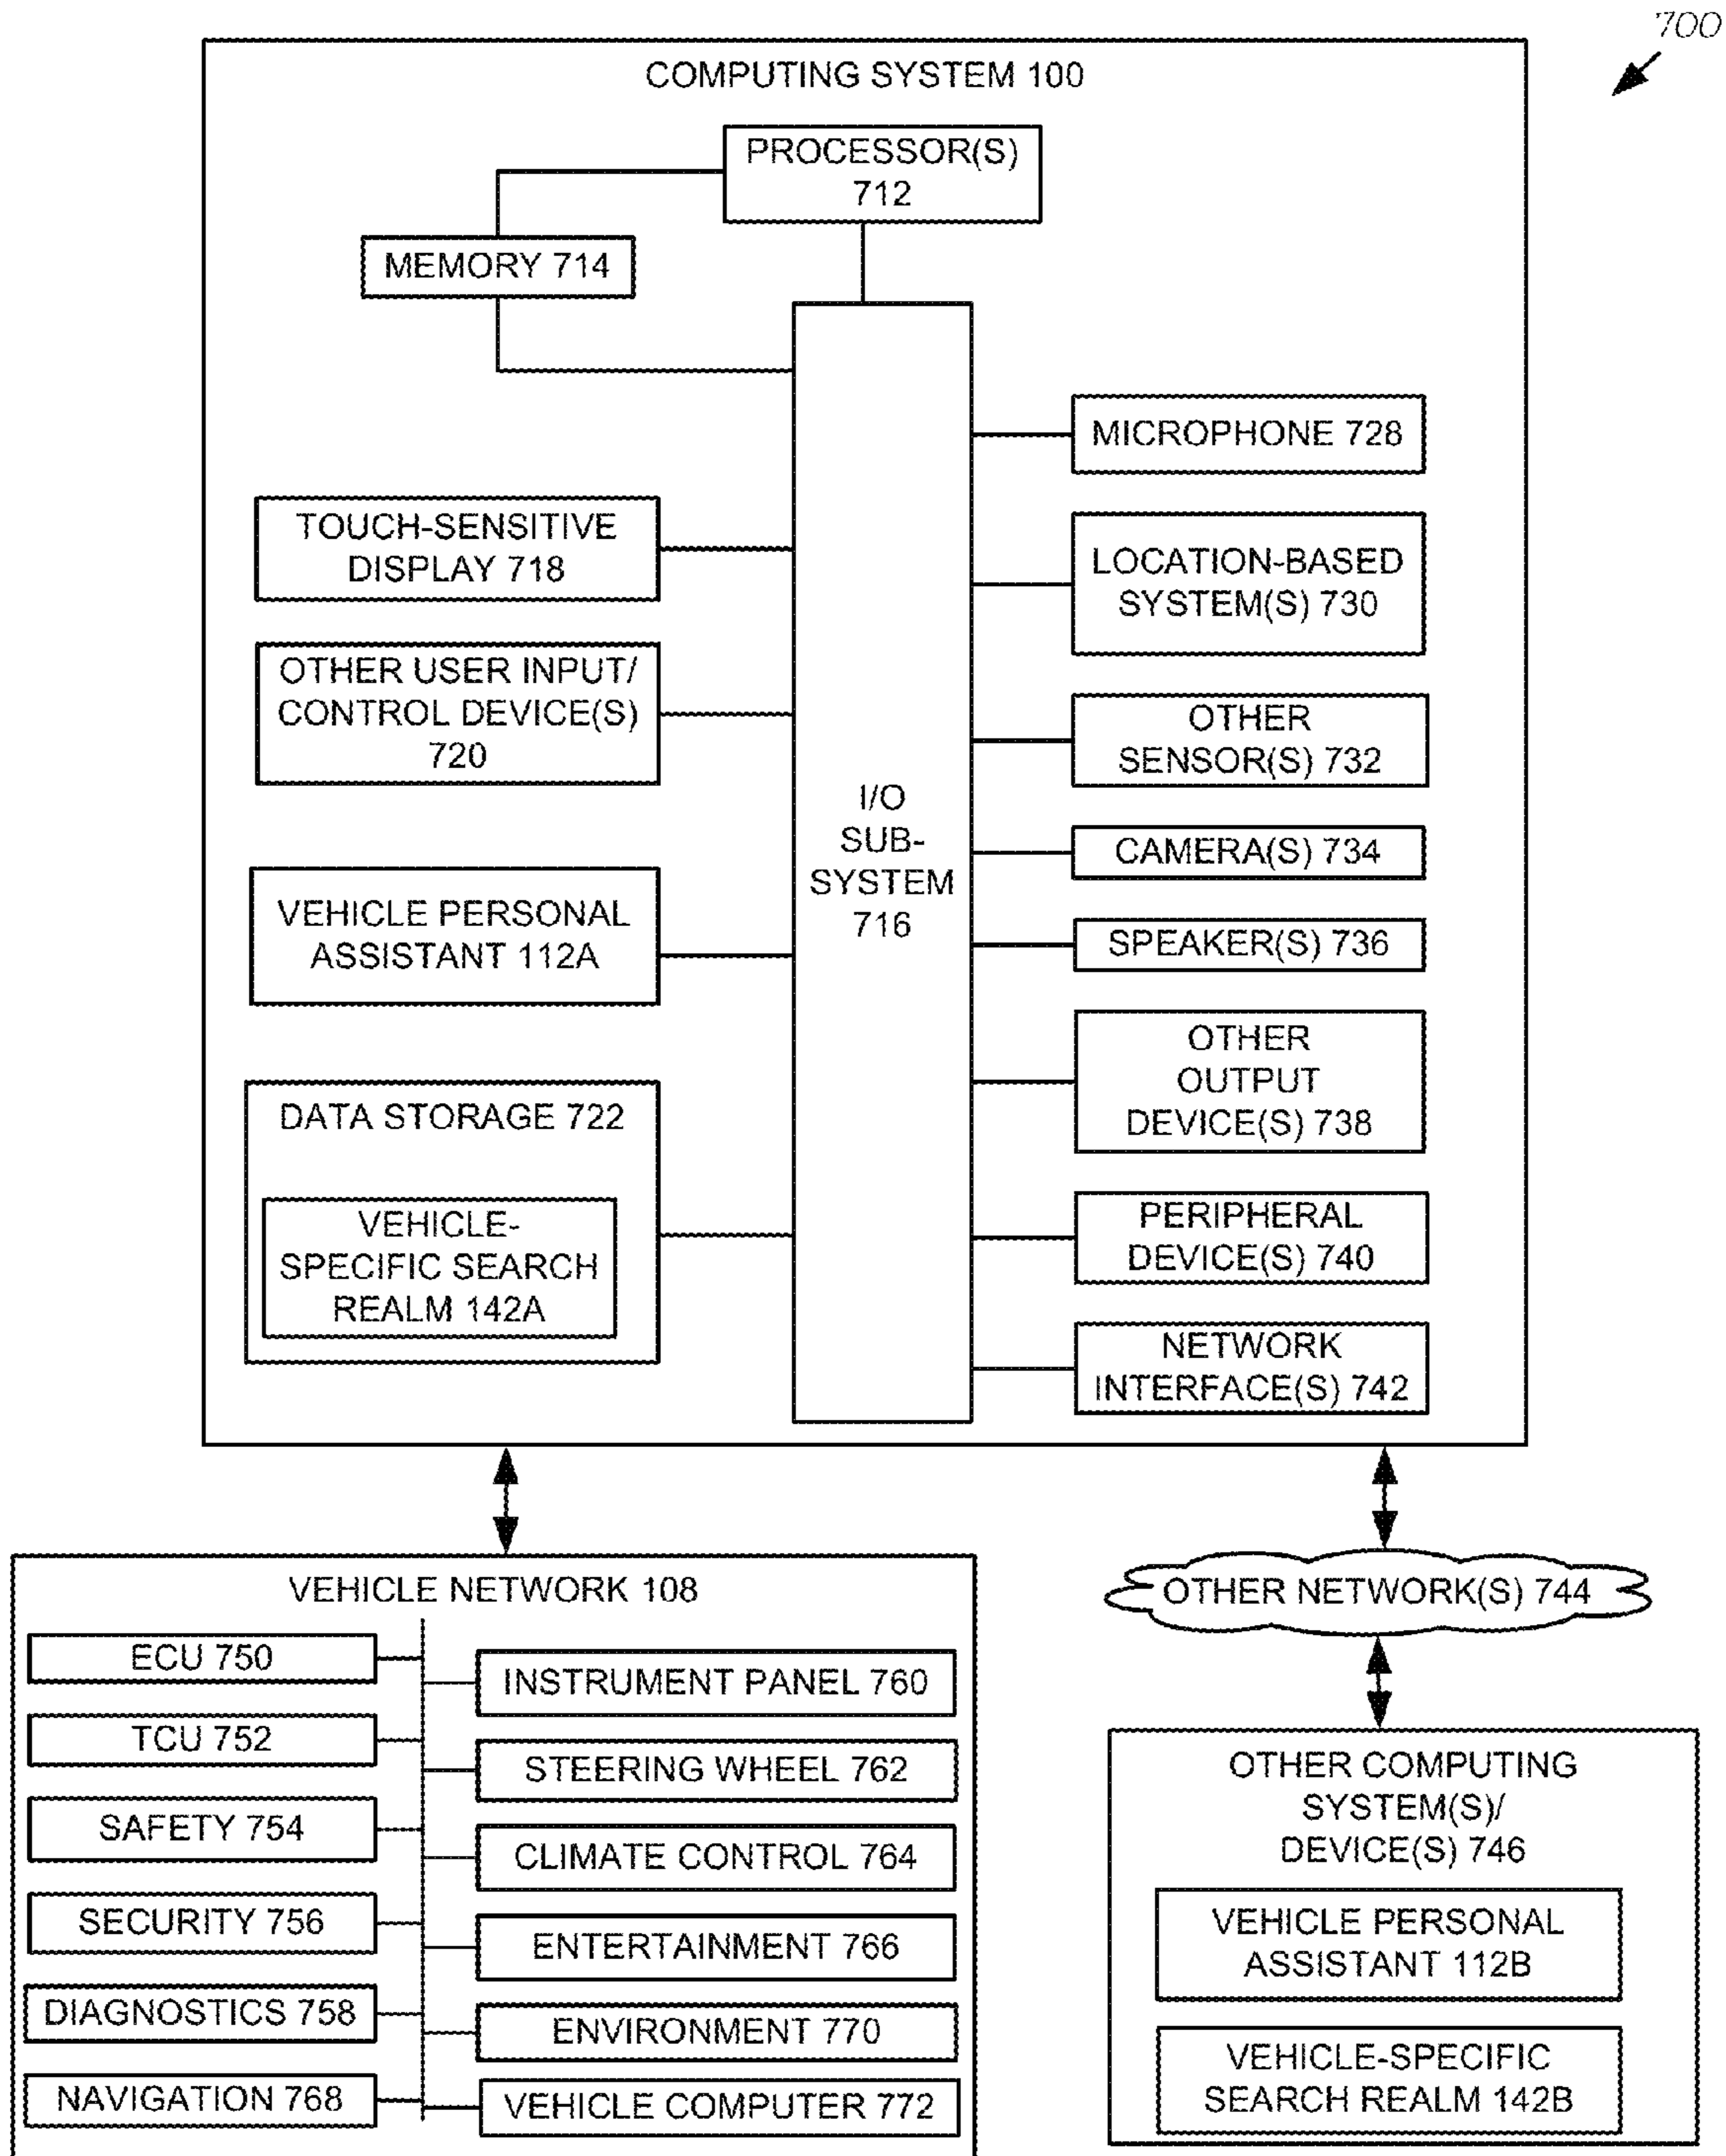 700
COMPUTING SYSTEM 100
PROCESSOR(S)
712
MEMORY 714
TOUCH-SENSITIVE
DISPLAY 718
OTHER USER INPUT/
CONTROL DEVICE(S)
720
VEHICLE PERSONAL
ASSISTANT 112A
DATA STORAGE 722
VEHICLE-
SPECIFIC SEARCH
REALM 142A
I/O
SUB-
SYSTEM
716
MICROPHONE 728
LOCATION-BASED
SYSTEM(S) 730
OTHER
SENSOR(S) 732
CAMERA(S) 734
SPEAKER(S) 736
OTHER
OUTPUT
DEVICE(S) 738
PERIPHERAL
DEVICE(S) 740
NETWORK
INTERFACE(S) 742
VEHICLE NETWORK 108
ECU 750
TCU 752
SAFETY 754
SECURITY 756
DIAGNOSTICS 758
NAVIGATION 768
INSTRUMENT PANEL 760
STEERING WHEEL 762
CLIMATE CONTROL 764
ENTERTAINMENT 766
ENVIRONMENT 770
VEHICLE COMPUTER 772
OTHER NETWORK(S) 744
OTHER COMPUTING
SYSTEM(S)/
DEVICE(S) 746
VEHICLE PERSONAL
ASSISTANT 112B
VEHICLE-SPECIFIC
SEARCH REALM 142B